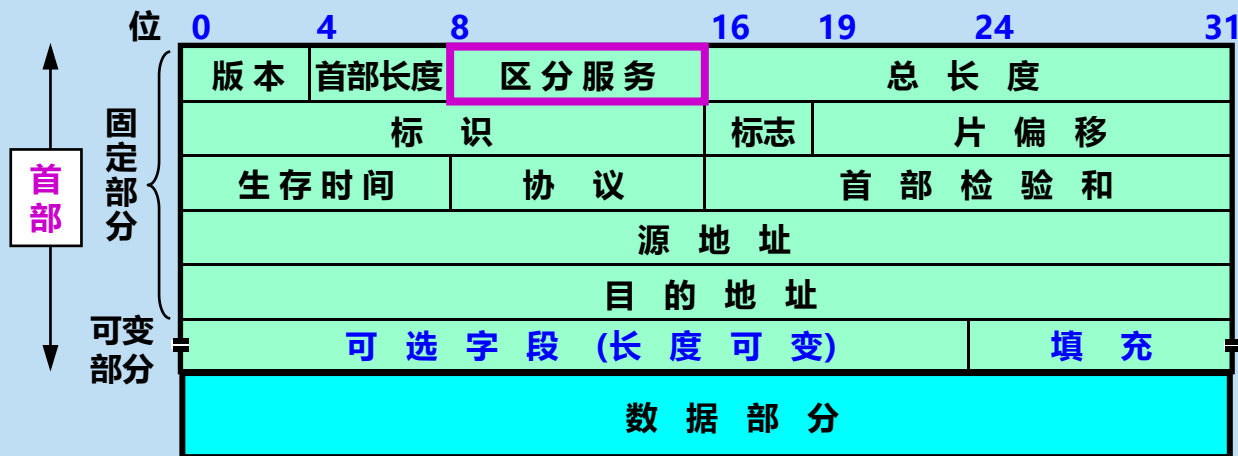 位 0 4 8 16 19 24 31
版本 首部长度 区分服务 总长度
标识 标志 片偏移
固定部分
首部
生存时间 协议 首部检验和
源地址
目的地址
可变部分
可选字段 (长度可变) 填充
数据部分